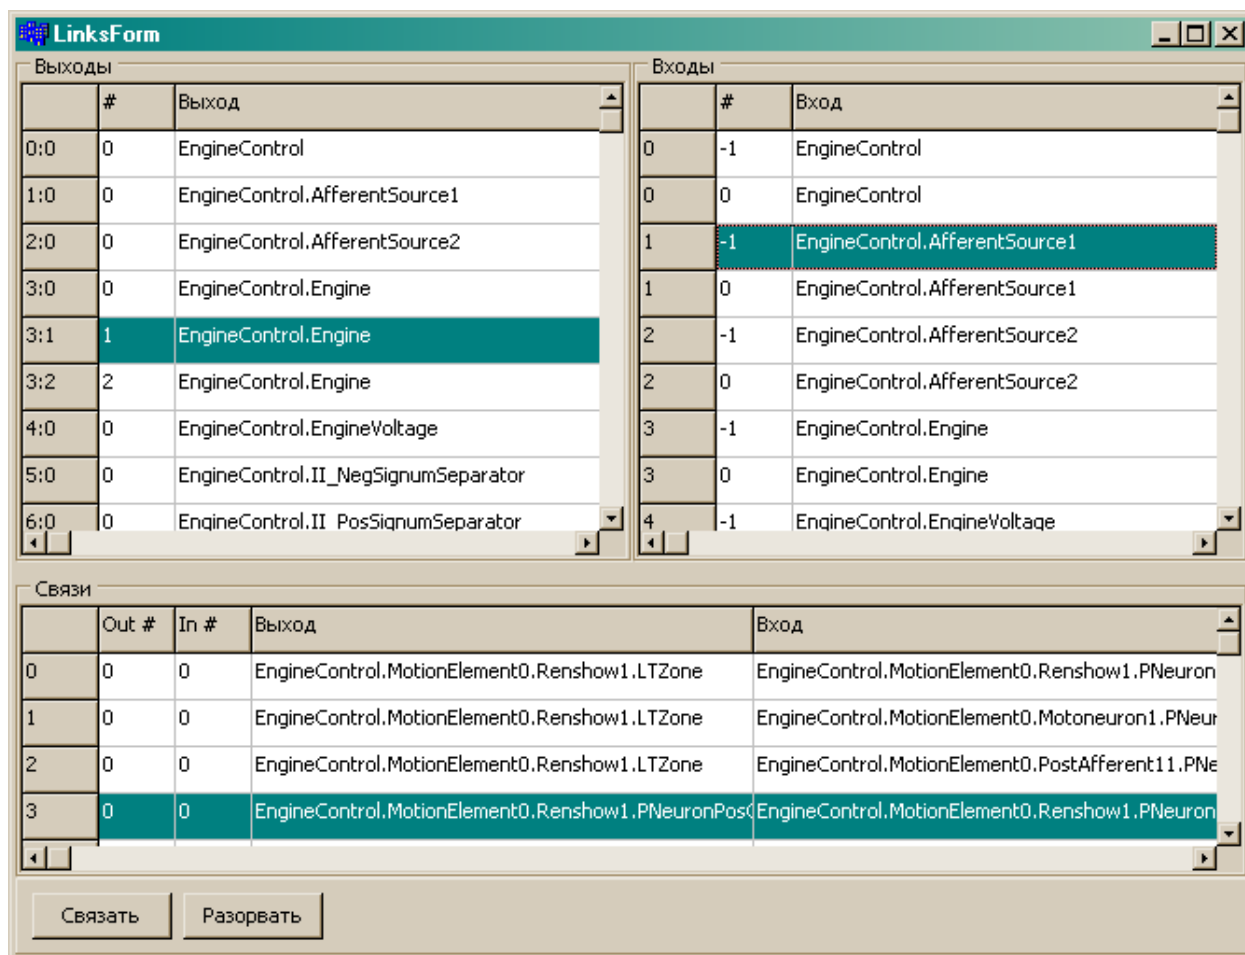 LinksForm
Выходы
# Выход
0:0 0 EngineControl
1:0 0 EngineControl.AfferentSource1
2:0 0 EngineControl.AfferentSource2
3:0 0 EngineControl.Engine
3:1 1 EngineControl.Engine
3:2 2 EngineControl.Engine
4:0 0 EngineControl.EngineVoltage
5:0 0 EngineControl.II_NegSignumSeparator
6:0 0 EngineControl.II_PosSignumSeparator
Входы
# Вход
0 -1 EngineControl
0 0 EngineControl
1 -1 EngineControl.AfferentSource1
1 0 EngineControl.AfferentSource1
2 -1 EngineControl.AfferentSource2
2 0 EngineControl.AfferentSource2
3 -1 EngineControl.Engine
3 0 EngineControl.Engine
4 -1 EngineControl.EngineVoltage
Связи
Out # In # Выход Вход
0 0 0 EngineControl.MotionElement0.Renshow1.LTZone EngineControl.MotionElement0.Renshow1.PNeuron
1 0 0 EngineControl.MotionElement0.Renshow1.LTZone EngineControl.MotionElement0.Motoneuron1.PNeur
2 0 0 EngineControl.MotionElement0.Renshow1.LTZone EngineControl.MotionElement0.PostAfferent11.PNe
3 0 0 EngineControl.MotionElement0.Renshow1.PNeuronPos EngineControl.MotionElement0.Renshow1.PNeuron
Связать Разорвать